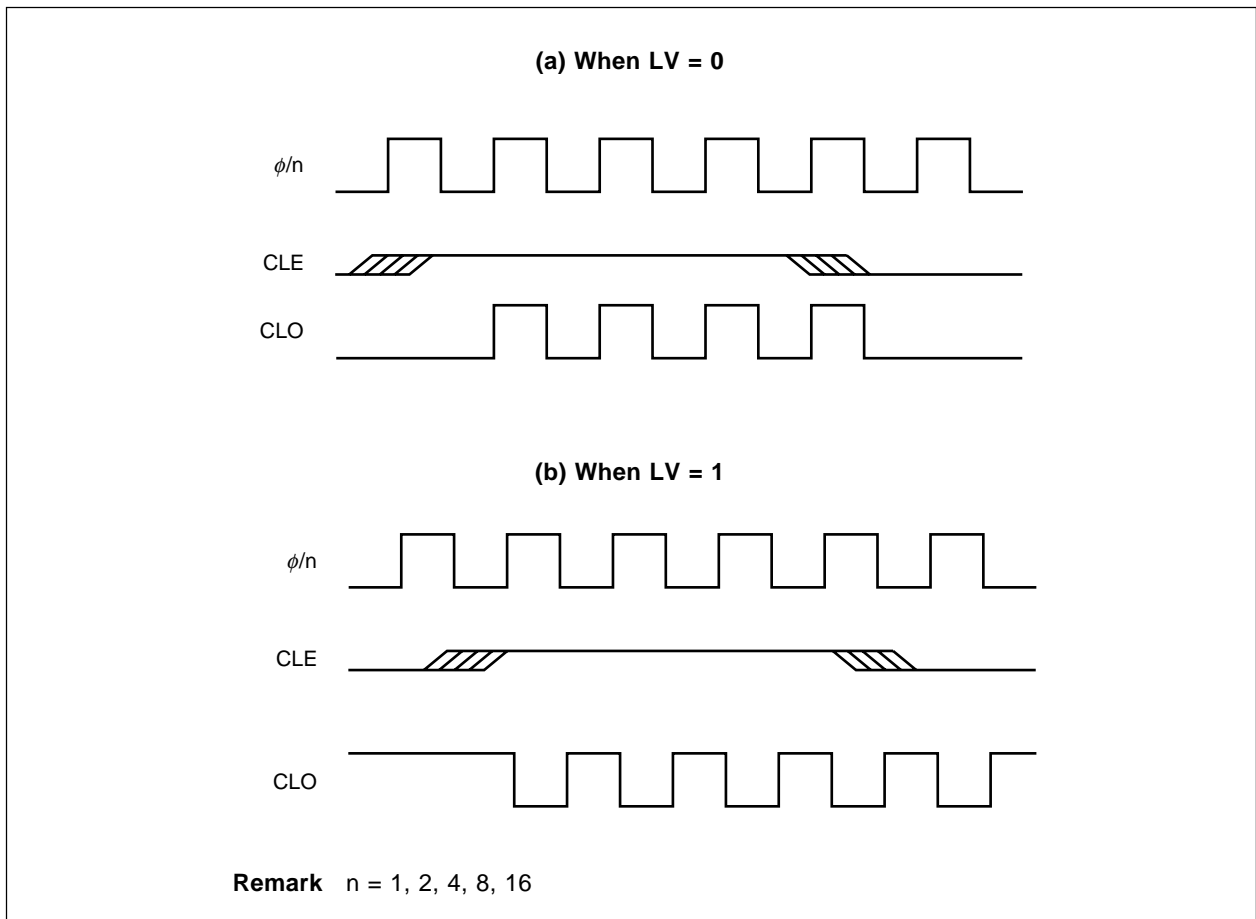 (a) When LV = 0
ϕ/n
CLE
CLO
(b) When LV = 1
ϕ/n
CLE
CLO
Remark n = 1, 2, 4, 8, 16